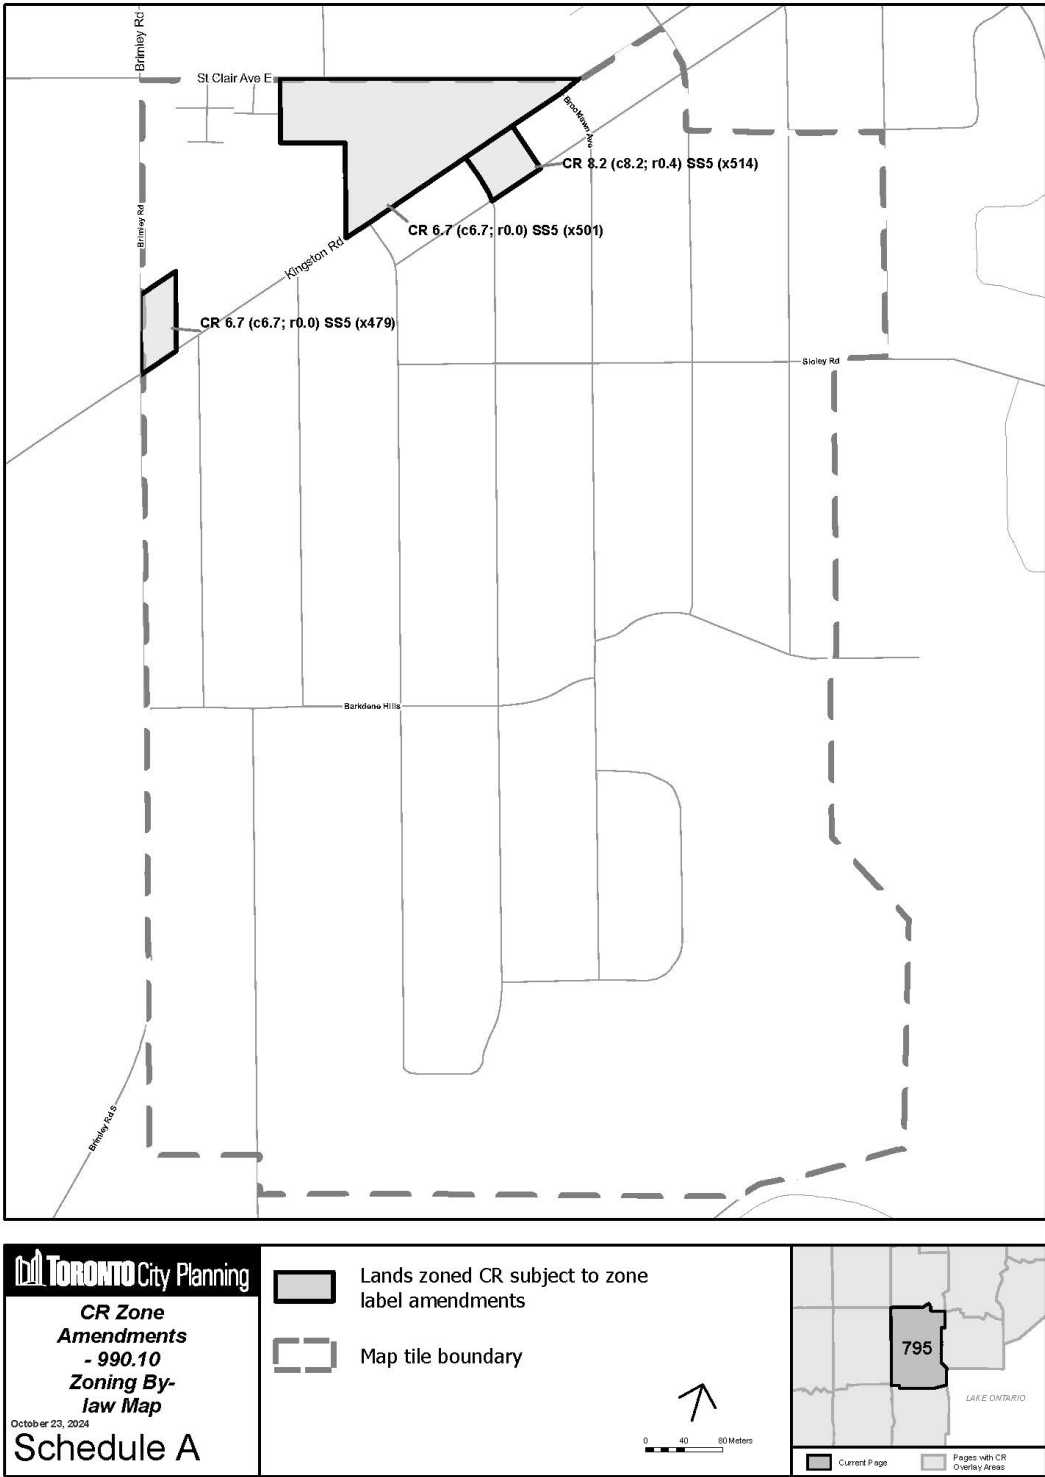 Brimley Rd
St Clair Ave E
Brooklawn Ave
CR 8.2 (c8.2; r0.4) SS5 (x514)
Brimley Rd
CR 6.7 (c6.7; r0.0) SS5 (x501)
Kingston Rd
CR 6.7 (c6.7; r0.0) SS5 (x479)
Sloley Rd
Barkdene Hills
Brimley Rd S
TORONTO City Planning
CR Zone
Amendments
- 990.10
Zoning By-
law Map
October 23, 2024
Schedule A
Lands zoned CR subject to zone
label amendments
Map tile boundary
0 40 80 Meters
795
LAKE ONTARIO
Current Page
Pages with CR
Overlay Areas